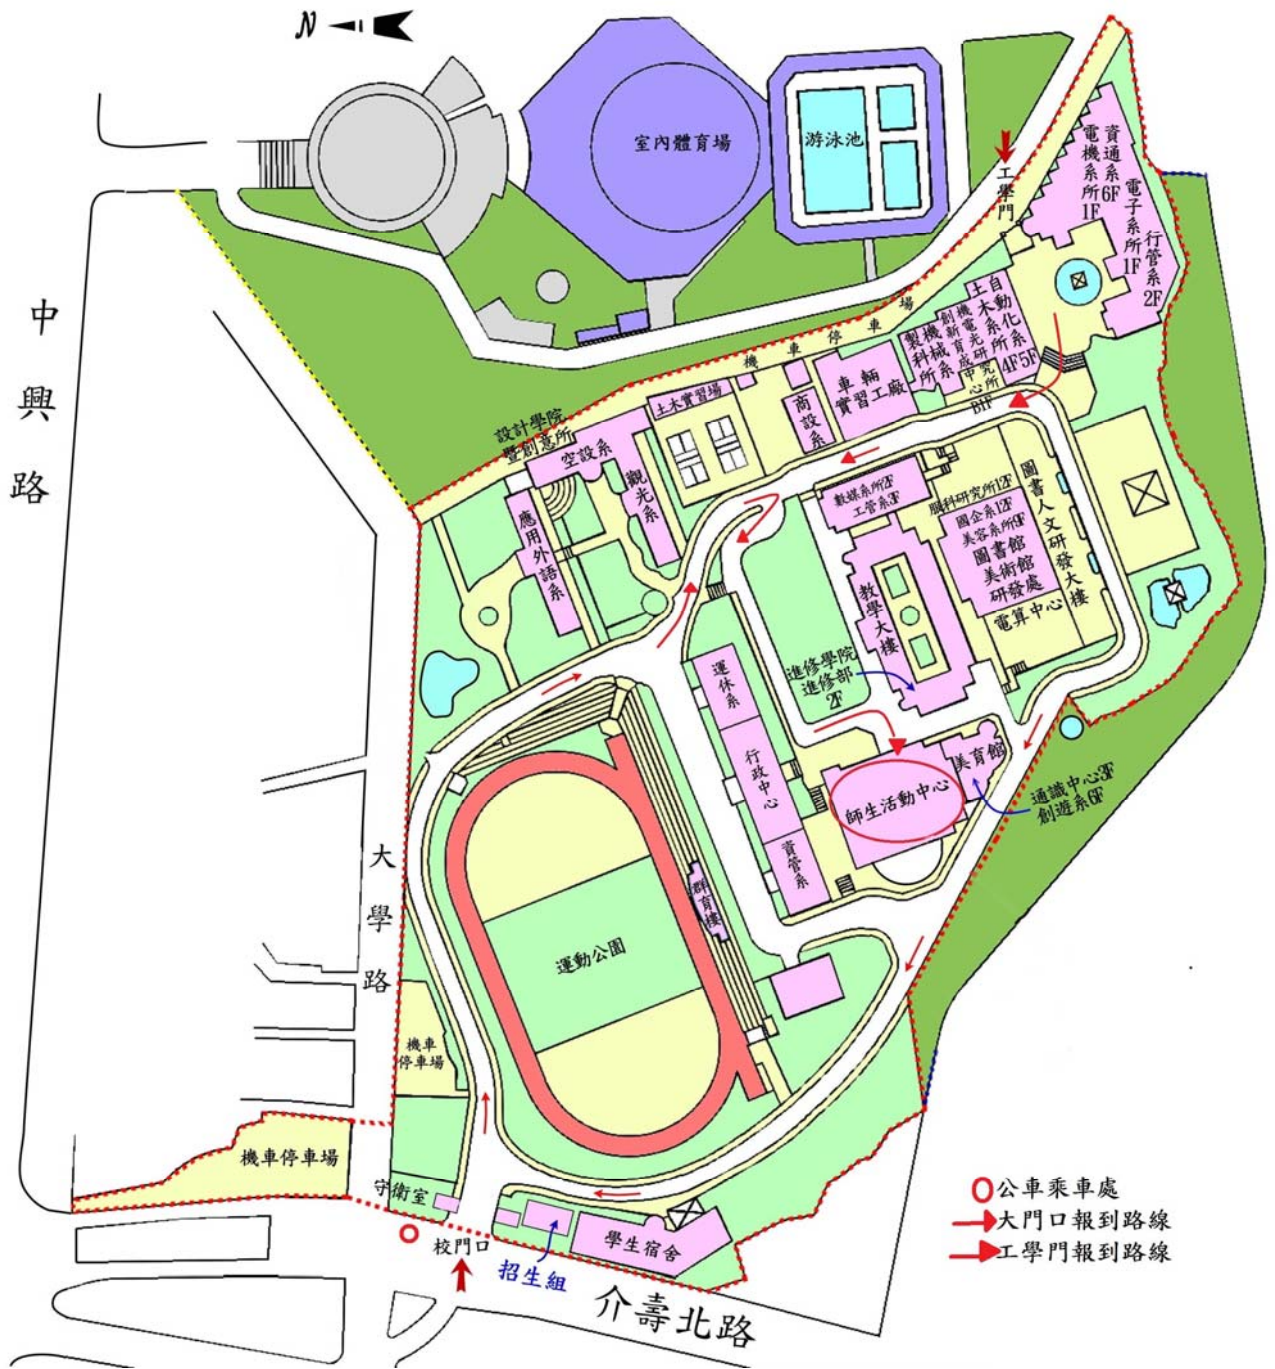 N
室內體育場
游泳池
工學門
資通系6F
電機系所1F
電子系所1F
行管系2F
中興路
機車停車場
自動化系
土木系所4F5F
機電光研究所
創新育成中心B1F
機械系
製科所
車輛實習工廠
商設系
土木實習場
設計學院
暨創意所
空設系
觀光系
應用外語系
數媒系所2F
工管系3F
服科研究所12F
國企系12F
美容系所9F
圖書館
美術館
研發處
電算中心
圖書人文研發大樓
教學大樓
進修學院
進修部
2F
運休系
行政中心
資管系
師生活動中心
美育館
通識中心3F
創遊系6F
群育樓
運動公園
大學路
機車
停車場
機車停車場
守衛室
校門口
招生組
學生宿舍
介壽北路
公車乘車處
大門口報到路線
工學門報到路線